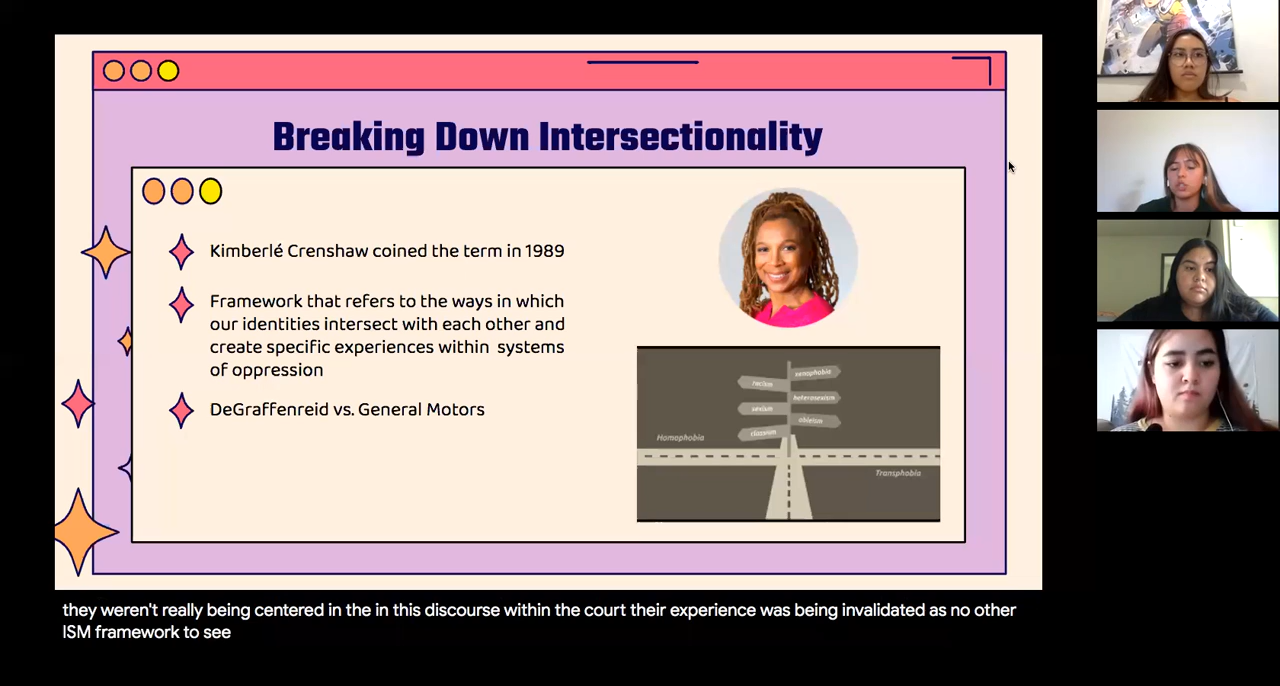 Breaking Down Intersectionality
Kimberlé Crenshaw coined the term in 1989
Framework that refers to the ways in which
our identities intersect with each other and
create specific experiences within systems
of oppression
DeGraffenreid vs. General Motors
xenophobia
racism
heterosexism
sexism
ableism
classism
Homophobia
Transphobia
they weren't really being centered in the in this discourse within the court their experience was being invalidated as no other
ISM framework to see